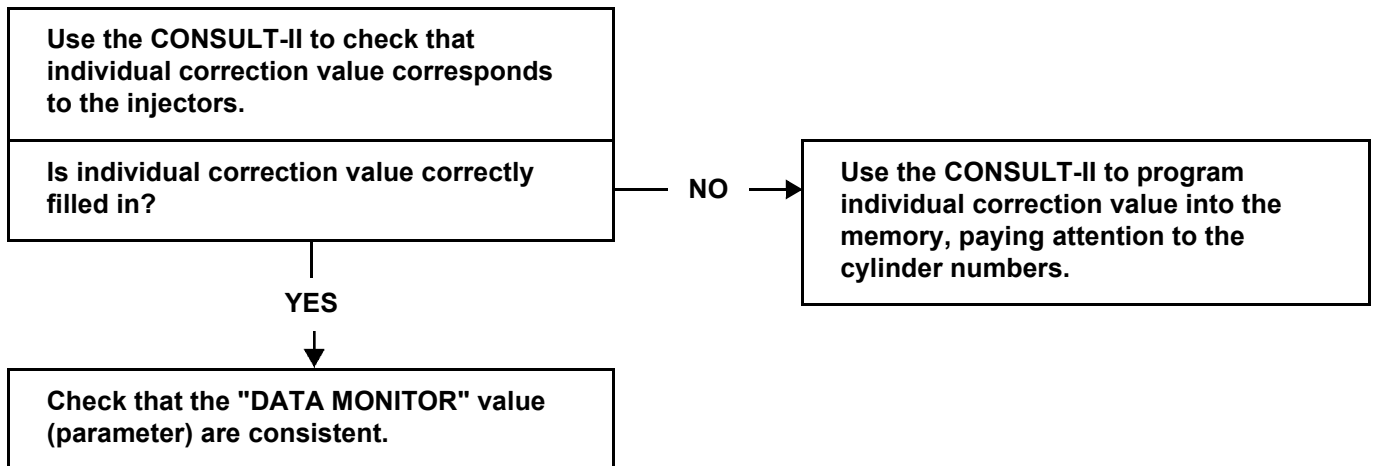 Use the CONSULT-II to check that
individual correction value corresponds
to the injectors.
Is individual correction value correctly
filled in?
NO
Use the CONSULT-II to program
individual correction value into the
memory, paying attention to the
cylinder numbers.
YES
Check that the "DATA MONITOR" value
(parameter) are consistent.